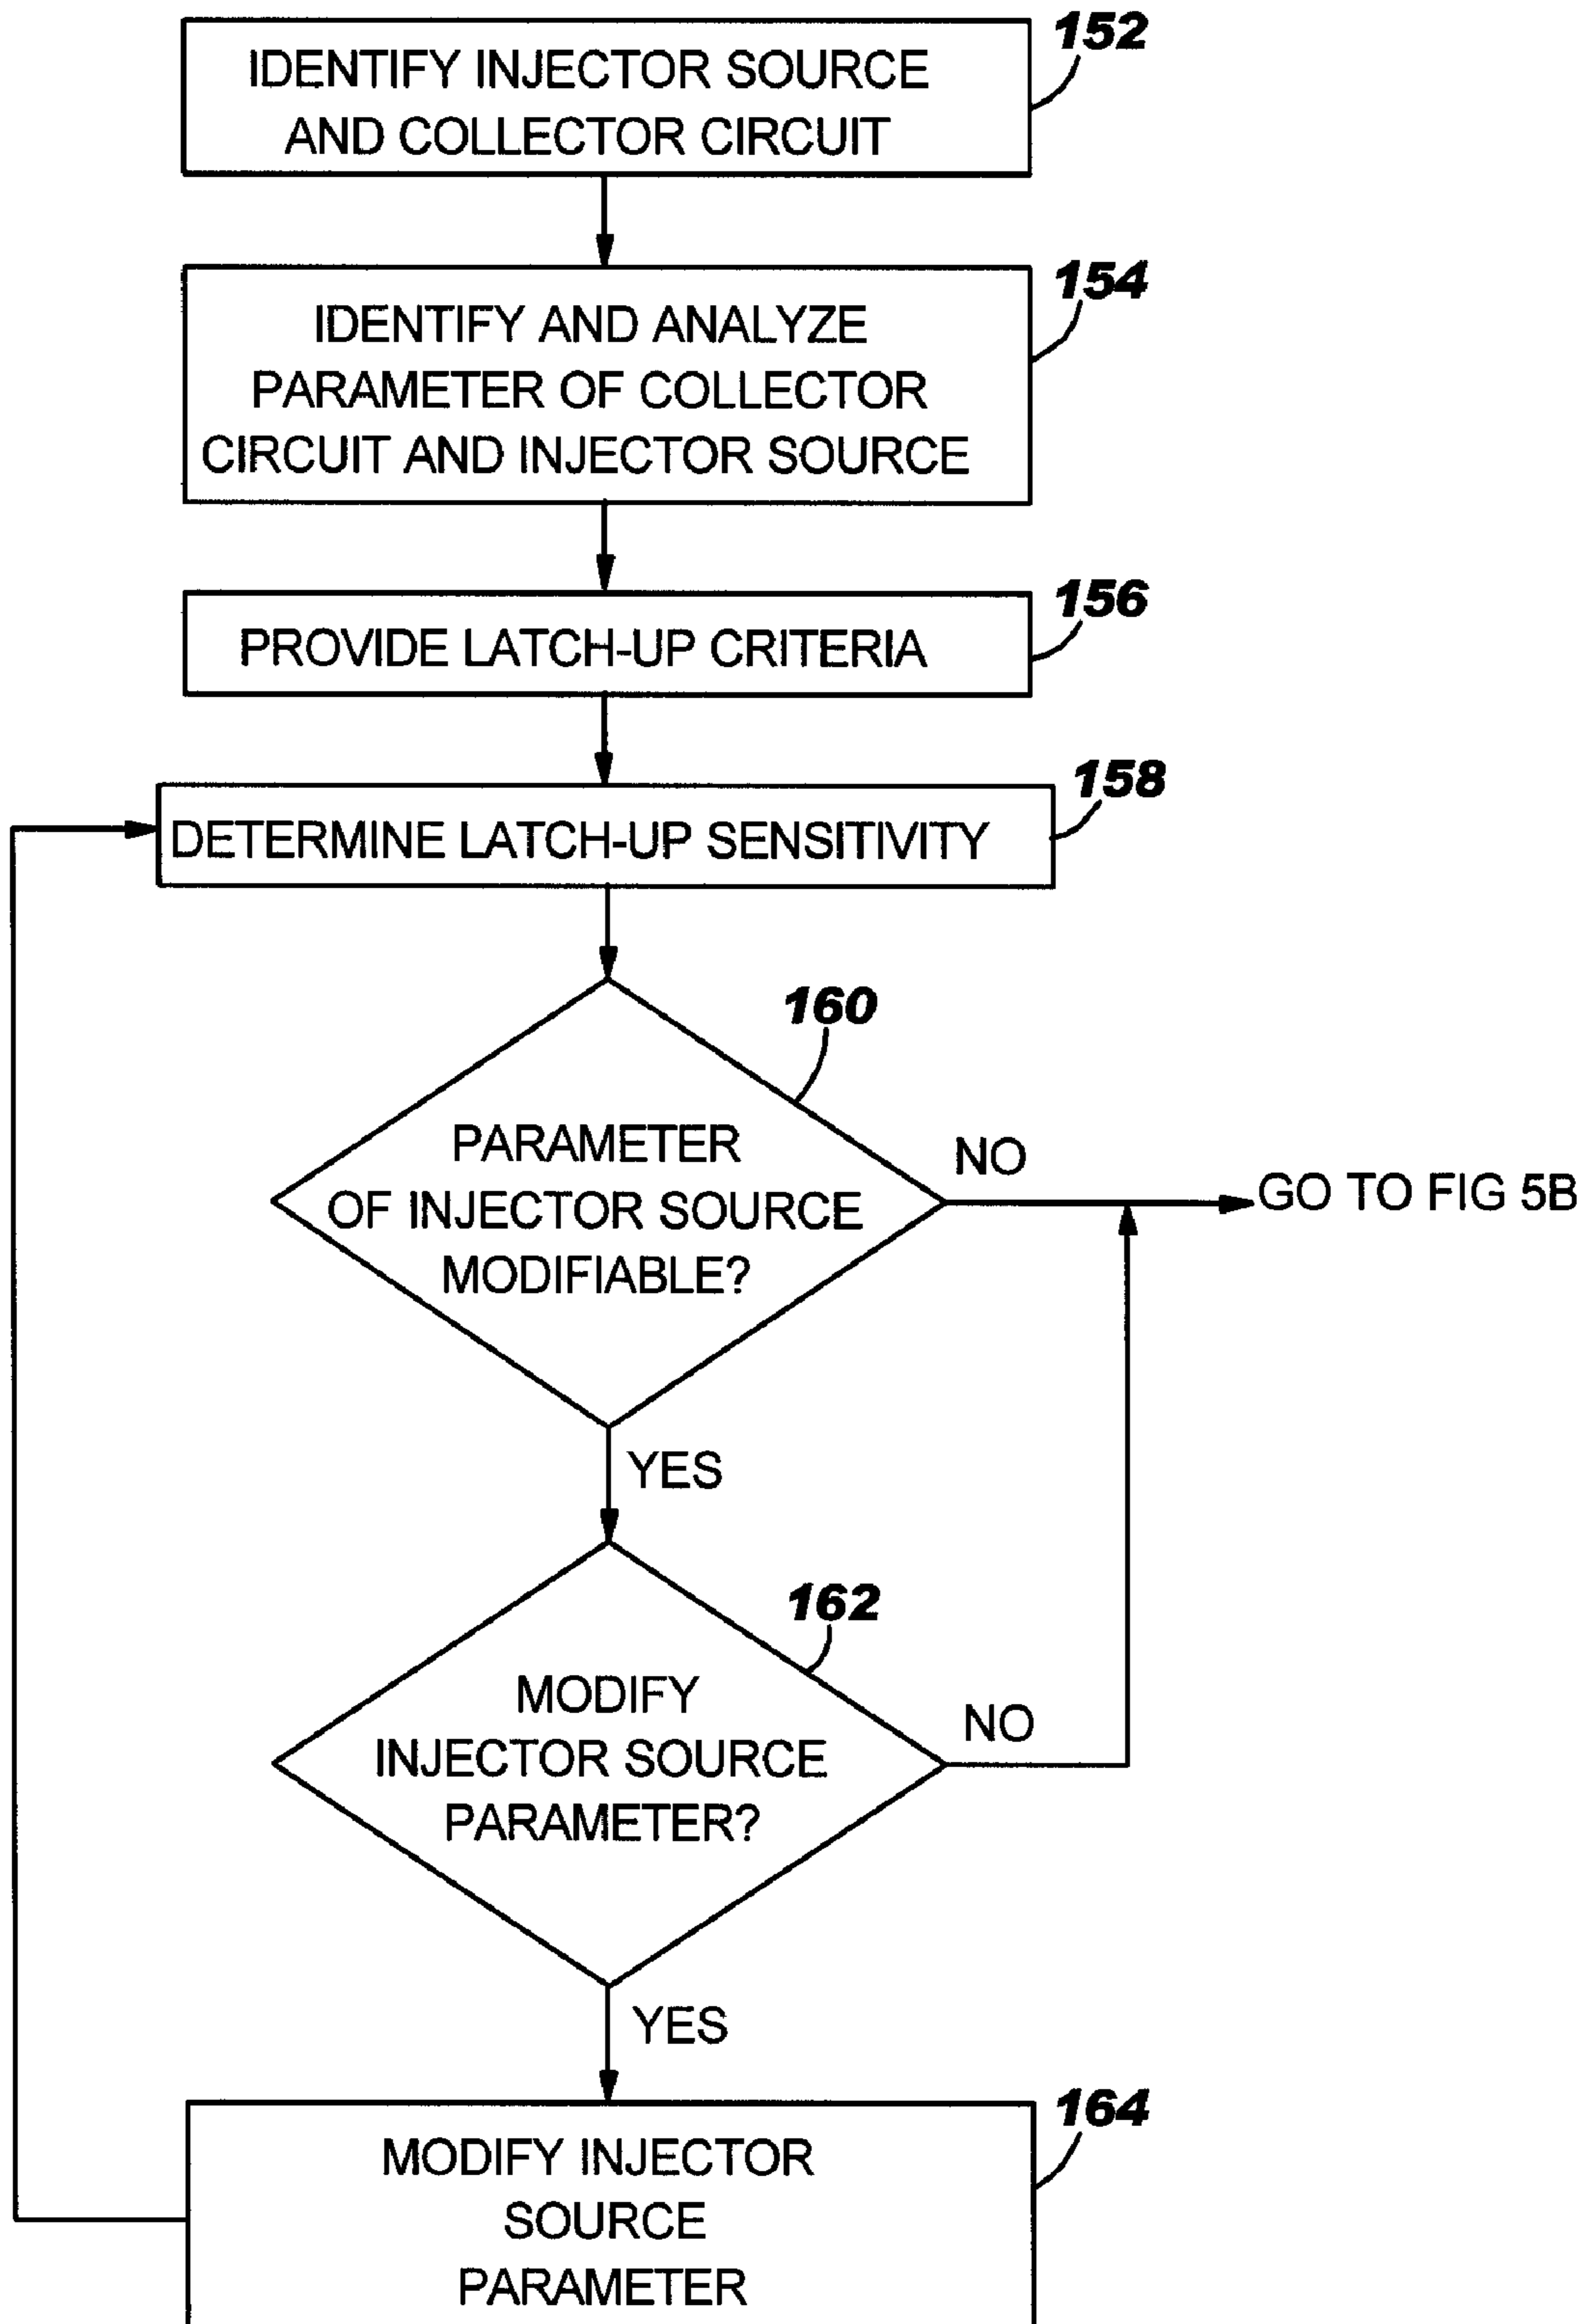 152
IDENTIFY INJECTOR SOURCE
AND COLLECTOR CIRCUIT
154
IDENTIFY AND ANALYZE
PARAMETER OF COLLECTOR
CIRCUIT AND INJECTOR SOURCE
156
PROVIDE LATCH-UP CRITERIA
158
DETERMINE LATCH-UP SENSITIVITY
160
PARAMETER
OF INJECTOR SOURCE
MODIFIABLE?
NO
GO TO FIG 5B
YES
162
MODIFY
INJECTOR SOURCE
PARAMETER?
NO
YES
164
MODIFY INJECTOR
SOURCE
PARAMETER